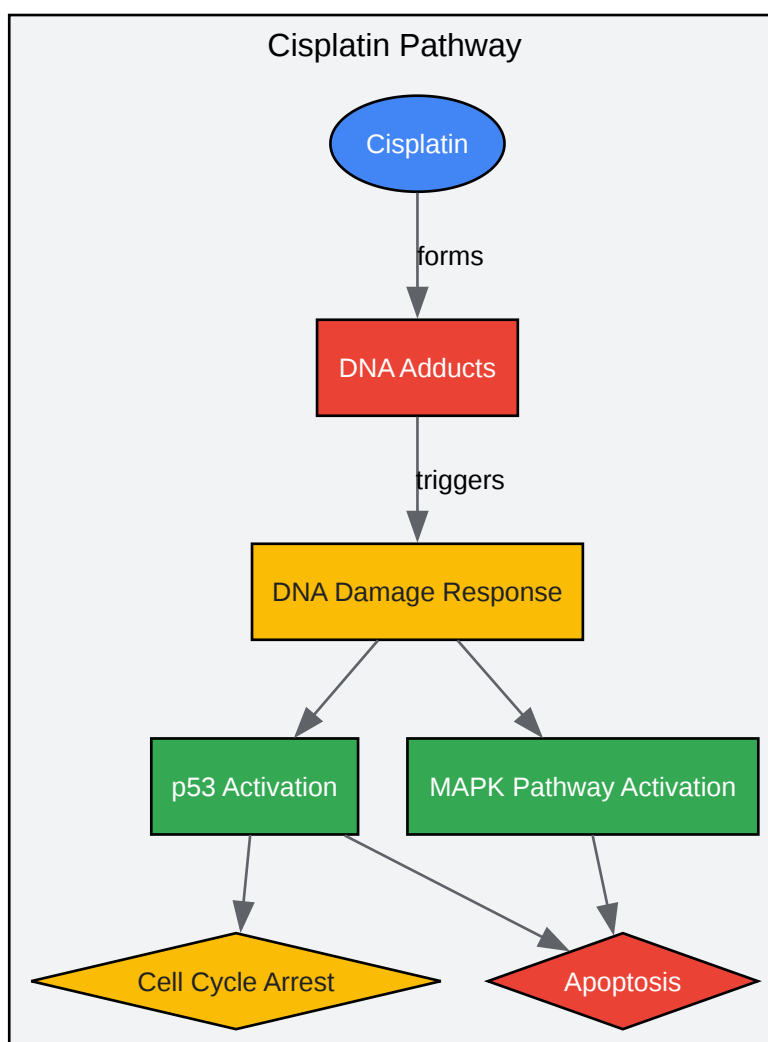 Cisplatin Pathway
Cisplatin
forms
DNA Adducts
triggers
DNA Damage Response
p53 Activation
MAPK Pathway Activation
Cell Cycle Arrest
Apoptosis